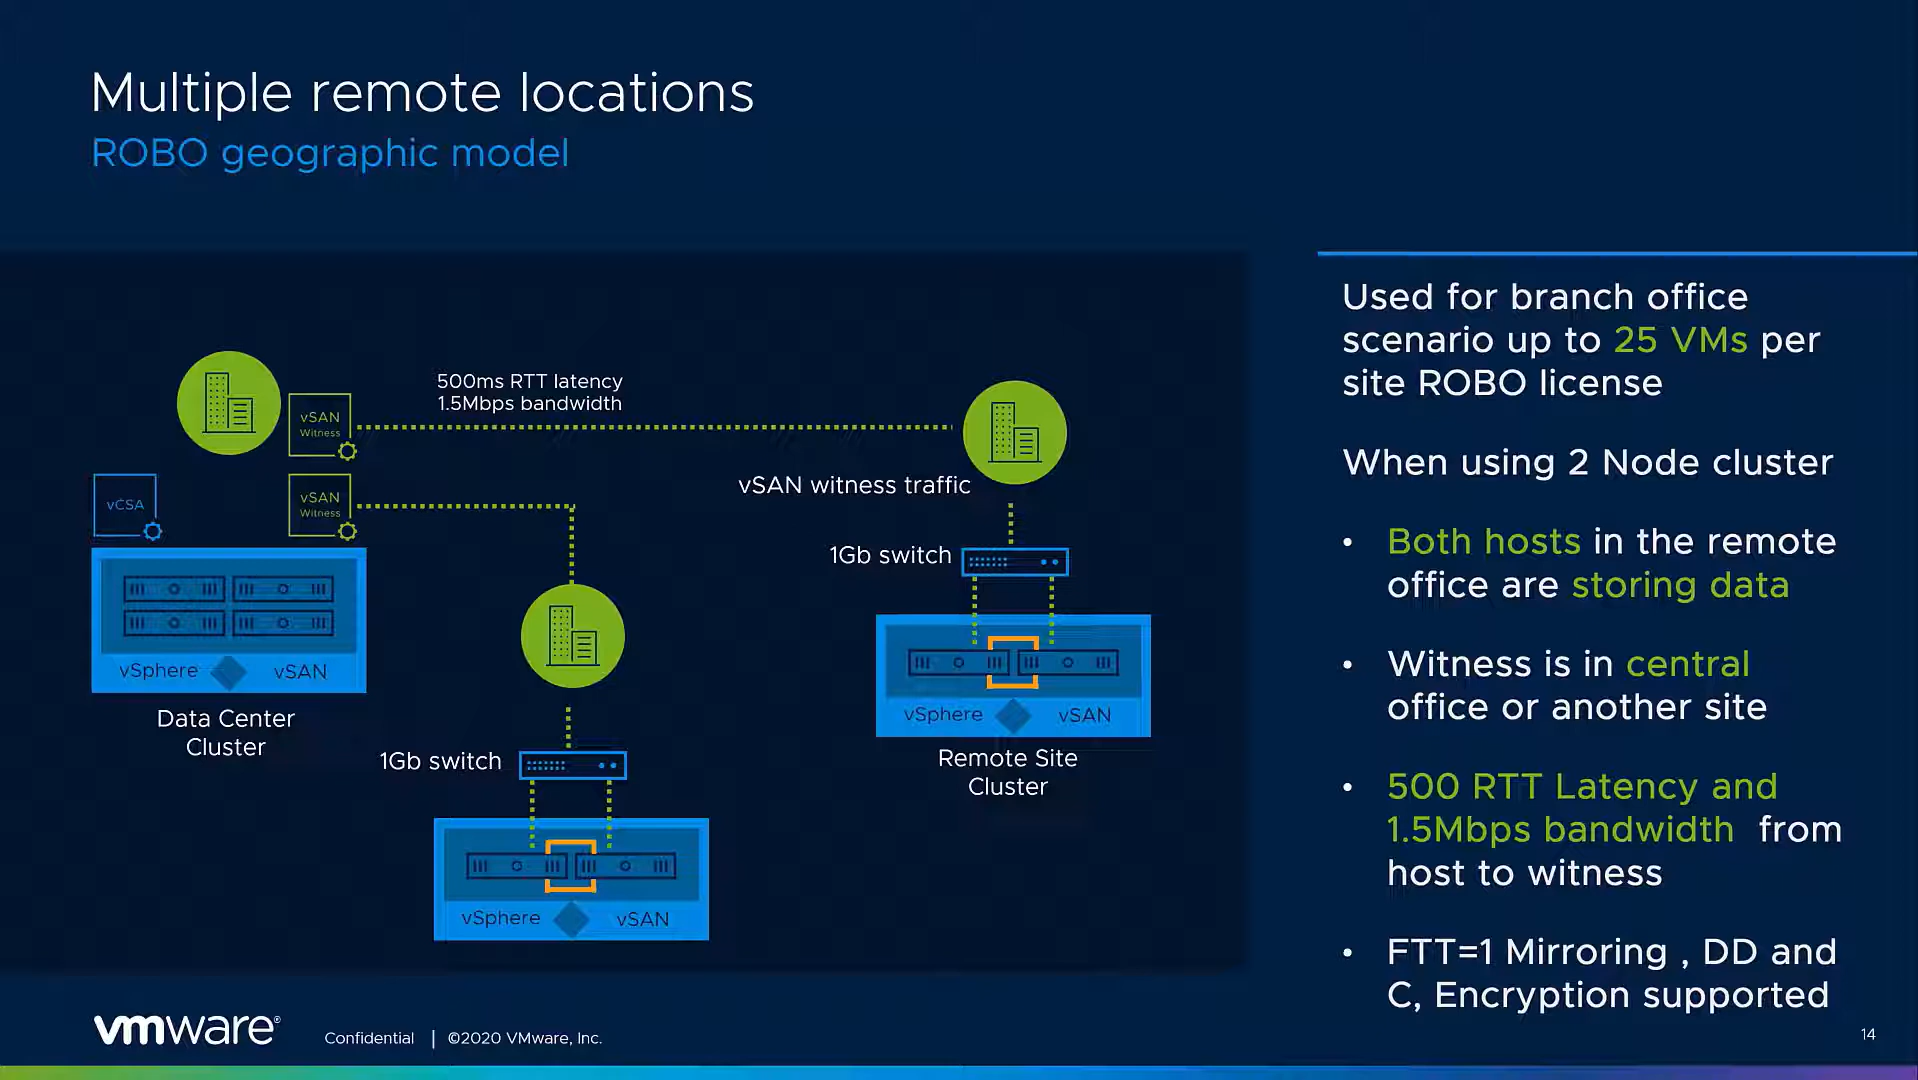 Multiple remote locations
ROBO geographic model
500ms RTT latency
1.5Mbps bandwidth
vSAN
Witness
vSAN witness traffic
vCSA
vSAN
Witness
1Gb switch
vSphere vSAN
Data Center
Cluster
vSphere vSAN
Remote Site
Cluster
1Gb switch
vSphere vSAN
Used for branch office
scenario up to 25 VMs per
site ROBO license
When using 2 Node cluster
• Both hosts in the remote
office are storing data
• Witness is in central
office or another site
• 500 RTT Latency and
1.5Mbps bandwidth from
host to witness
• FTT=1 Mirroring , DD and
C, Encryption supported
vmware®
Confidential | ©2020 VMware, Inc.
14